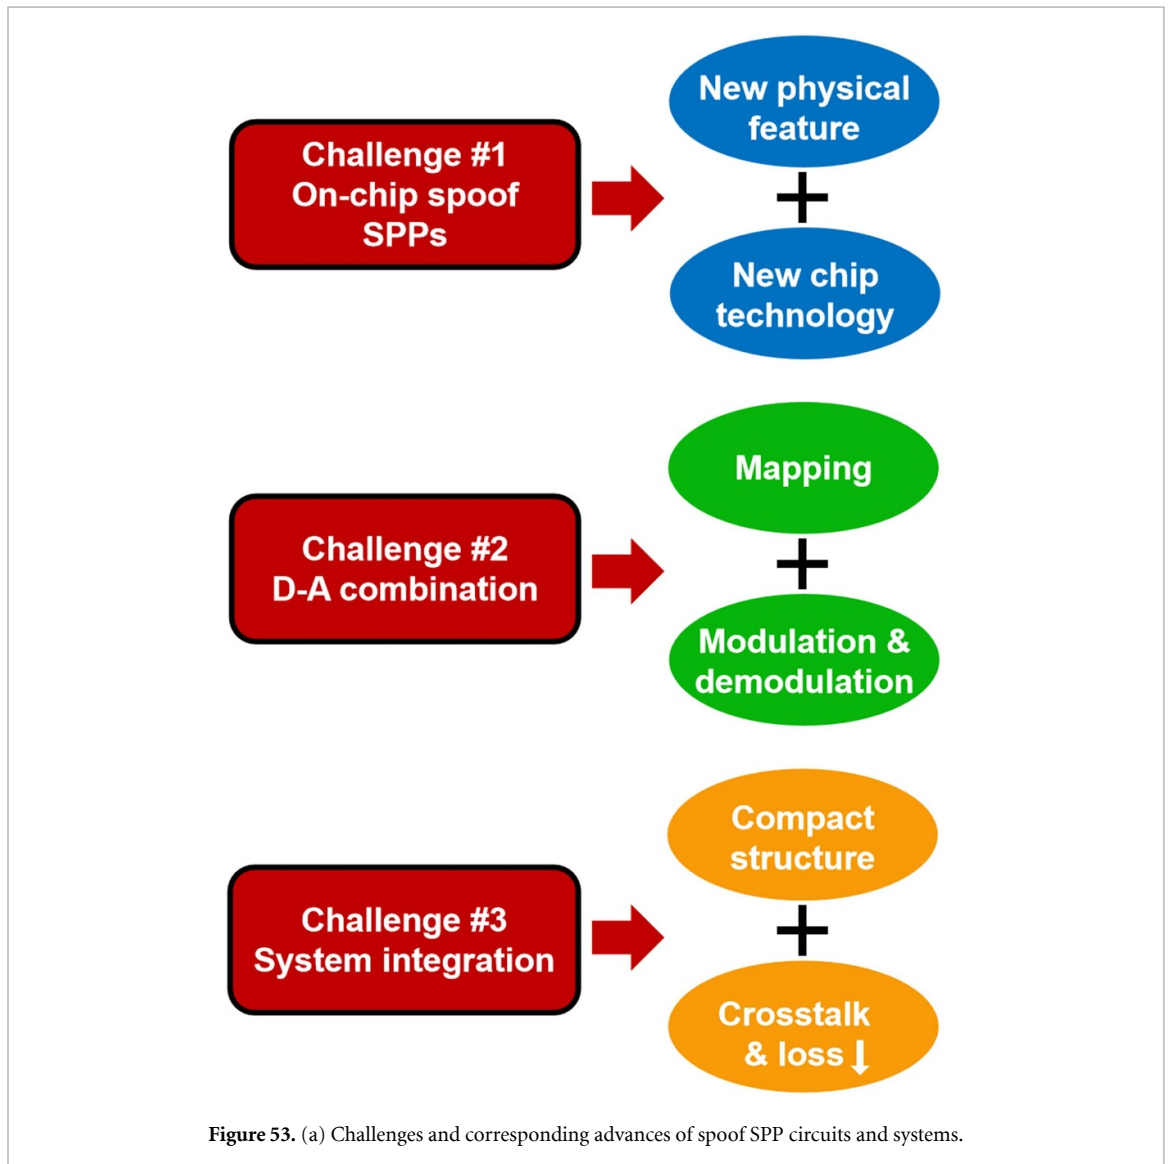 Challenge #1
On-chip spoof
SPPs
New physical
feature
+
New chip
technology
Challenge #2
D-A combination
Mapping
+
Modulation &
demodulation
Challenge #3
System integration
Compact
structure
+
Crosstalk
& loss↓
Figure 53. (a) Challenges and corresponding advances of spoof SPP circuits and systems.